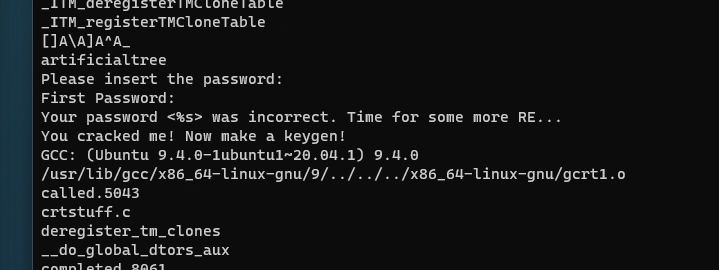 _ITM_deregisterTMCloneTable
_ITM_registerTMCloneTable
[]A\A]A^A_
artificialtree
Please insert the password:
First Password:
Your password <%s> was incorrect. Time for some more RE...
You cracked me! Now make a keygen!
GCC: (Ubuntu 9.4.0-1ubuntu1~20.04.1) 9.4.0
/usr/lib/gcc/x86_64-linux-gnu/9/../../../x86_64-linux-gnu/gcrt1.o
called.5043
crtstuff.c
deregister_tm_clones
__do_global_dtors_aux
completed.8061